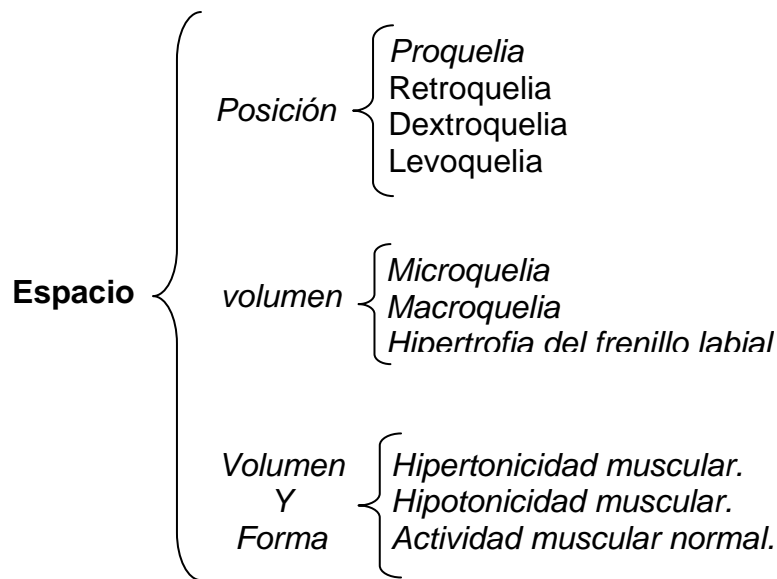 Espacio
Posición
Proquelia
Retroquelia
Dextroquelia
Levoquelia
volumen
Microquelia
Macroquelia
Hipertrofia del frenillo labial
Volumen
Y
Forma
Hipertonicidad muscular.
Hipotonicidad muscular.
Actividad muscular normal.